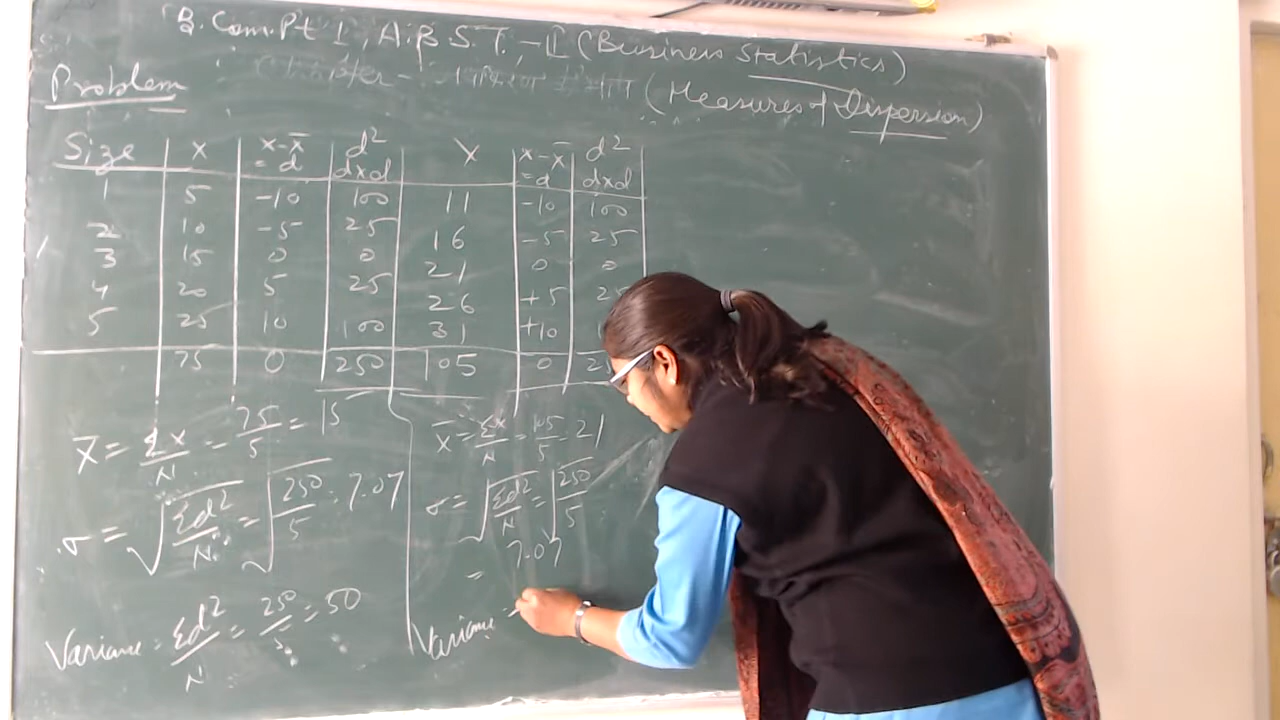 B.Com.Pt I, A.B.S.T.-II (Business Statistics)
(Measures of Dispersion)
Problem
Size x x-x̄ = d d² dxd X x-x̄ = d d² dxd
1 5 -10 100 11 -10 100
2 10 -5 25 16 -5 25
3 15 0 0 21 0 0
4 20 5 25 26 +5 25
5 25 10 100 31 +10
75 0 250 105 0
x̄ = Σx/N = 75/5 = 15
σ = √Σd²/N = √250/5 = 7.07
Variance = Σd²/N = 250/5 = 50
x̄ = Σx/N = 105/5 = 21
σ = √Σd²/N = √250/5
= 7.07
Variance =